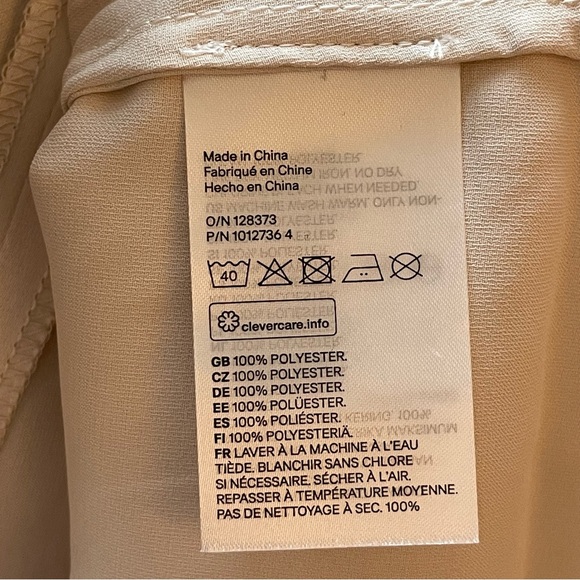 Made in China
Fabriqué en Chine
Hecho en China
O/N 128373
P/N 1012736 4
40
clevercare.info
GB 100% POLYESTER.
CZ 100% POLYESTER.
DE 100% POLYESTER.
EE 100% POLÜESTER.
ES 100% POLIÉSTER.
FI 100% POLYESTERIÄ.
FR LAVER À LA MACHINE À L'EAU
TIÈDE, BLANCHIR SANS CHLORE
SI NÉCESSAIRE, SÉCHER À L'AIR.
REPASSER À TEMPÉRATURE MOYENNE.
PAS DE NETTOYAGE À SEC. 100%